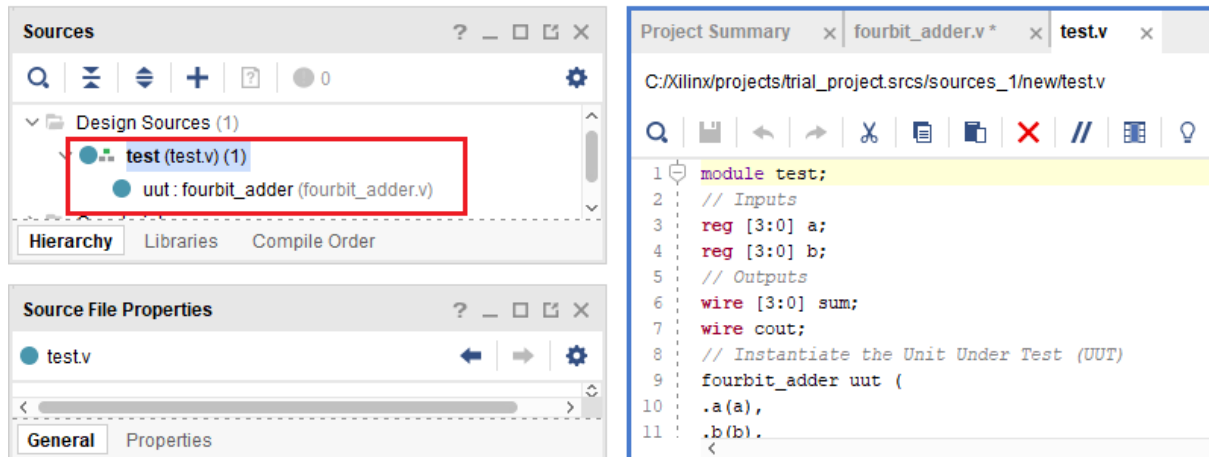 Sources
? 0
Design Sources (1)
test (test.v) (1)
uut : fourbit_adder (fourbit_adder.v)
Hierarchy Libraries Compile Order
Source File Properties
?
test.v
General Properties
Project Summary fourbit_adder.v * test.v
C:/Xilinx/projects/trial_project.srcs/sources_1/new/test.v
1 module test;
2 // Inputs
3 reg [3:0] a;
4 reg [3:0] b;
5 // Outputs
6 wire [3:0] sum;
7 wire cout;
8 // Instantiate the Unit Under Test (UUT)
9 fourbit_adder uut (
10 .a(a),
11 .b(b),